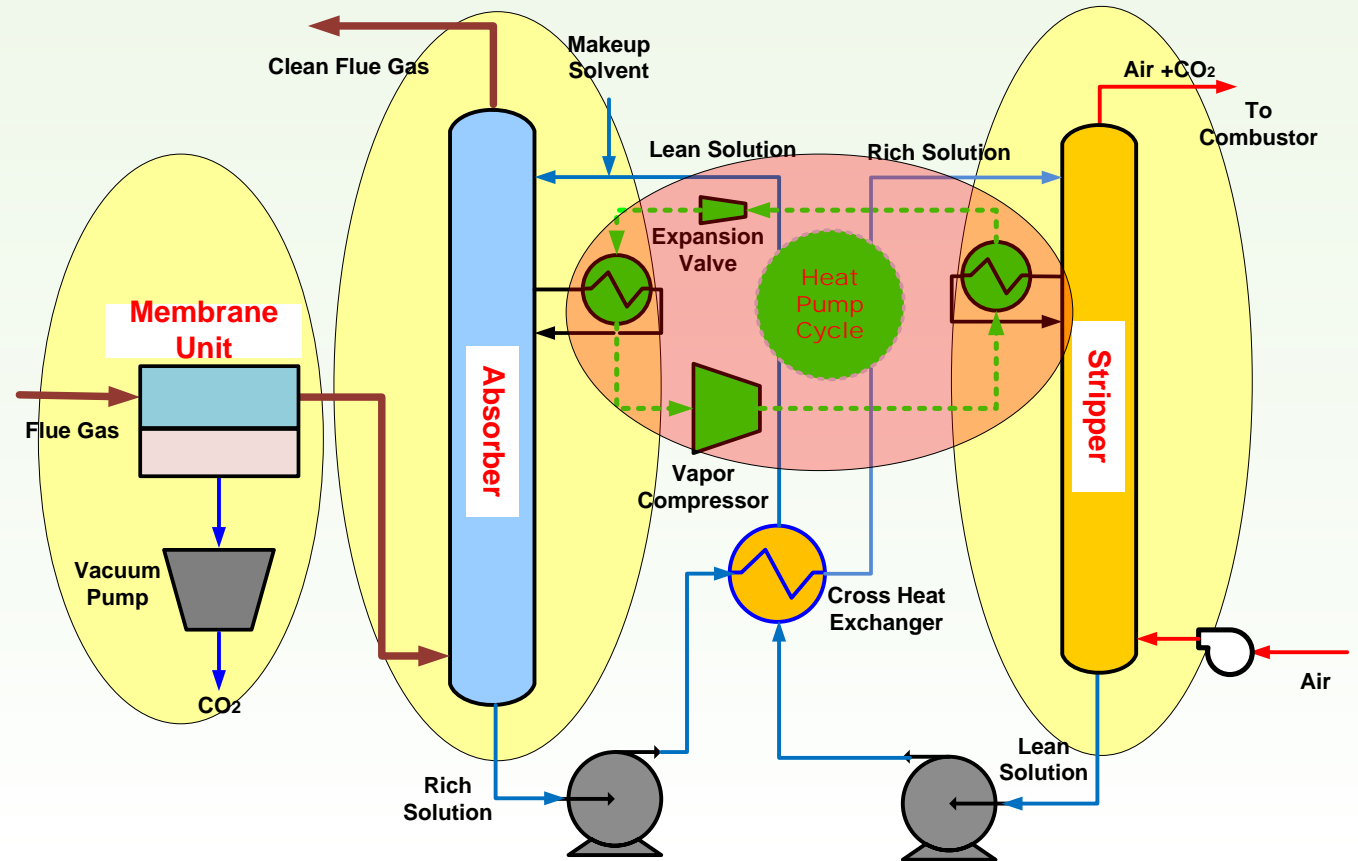 Clean Flue Gas
Makeup
Solvent
Air +CO2
To
Combustor
Lean Solution
Rich Solution
Expansion
Valve
Heat
Pump
Cycle
Membrane
Unit
Flue Gas
Absorber
Stripper
Vapor
Compressor
Vacuum
Pump
CO2
Cross Heat
Exchanger
Air
Rich
Solution
Lean
Solution